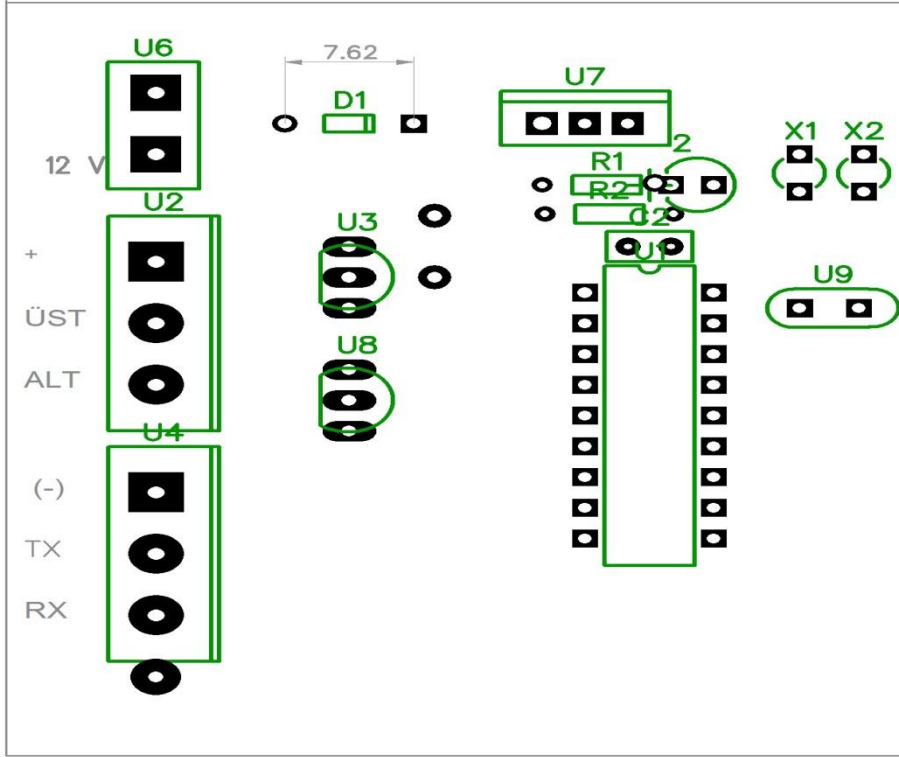 U6
7.62
D1
U7
X1 X2
2
12 V
R1
R2
U2
U3
C2
+
U1
U9
ÜST
U8
ALT
U4
(-)
TX
RX